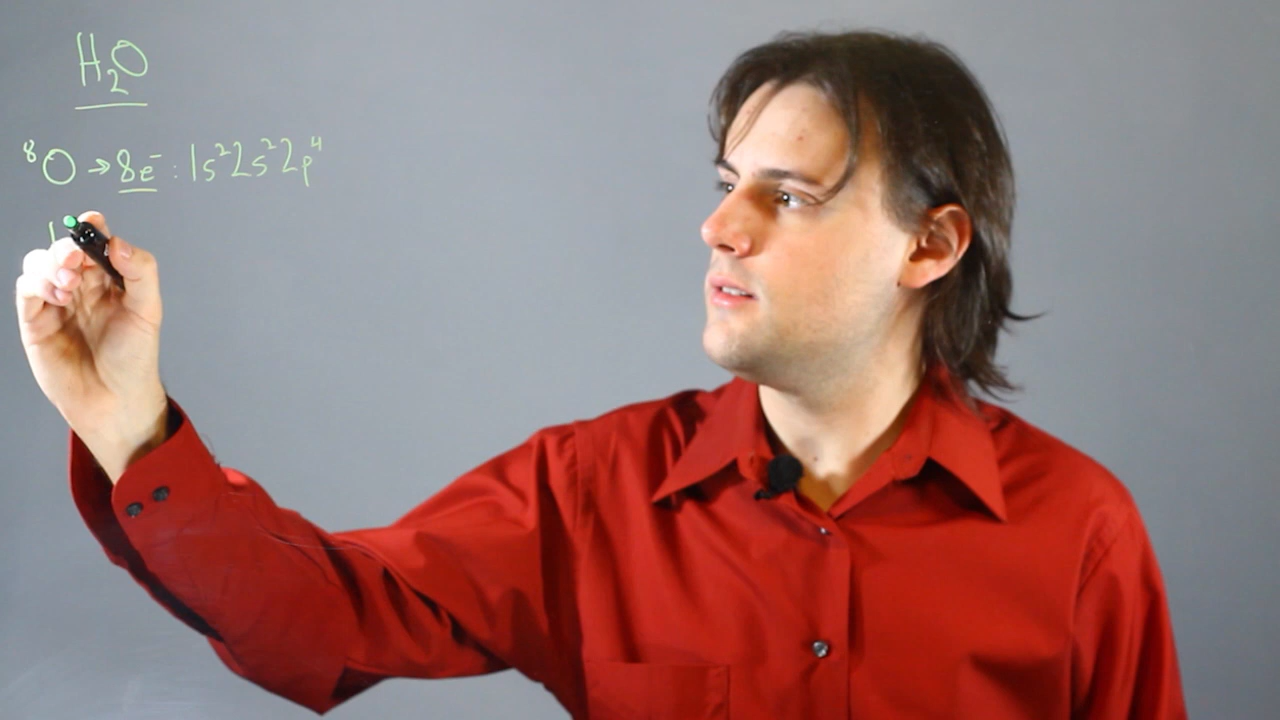 H₂O
⁸O → 8e⁻ : 1s²2s²2p⁴